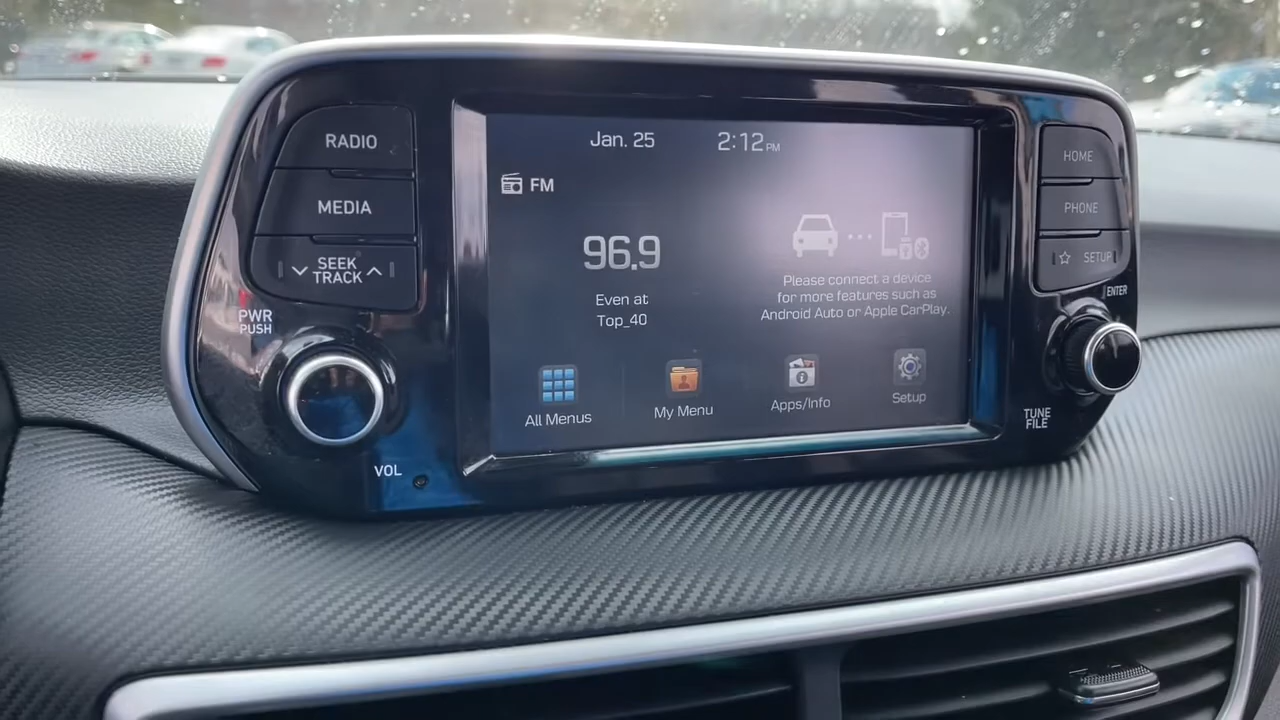 RADIO
MEDIA
SEEK
TRACK
PWR
PUSH
VOL
Jan. 25 2:12 PM
FM
96.9
Even at
Top_40
Please connect a device
for more features such as
Android Auto or Apple CarPlay.
All Menus
My Menu
Apps/Info
Setup
HOME
PHONE
SETUP
ENTER
TUNE
FILE